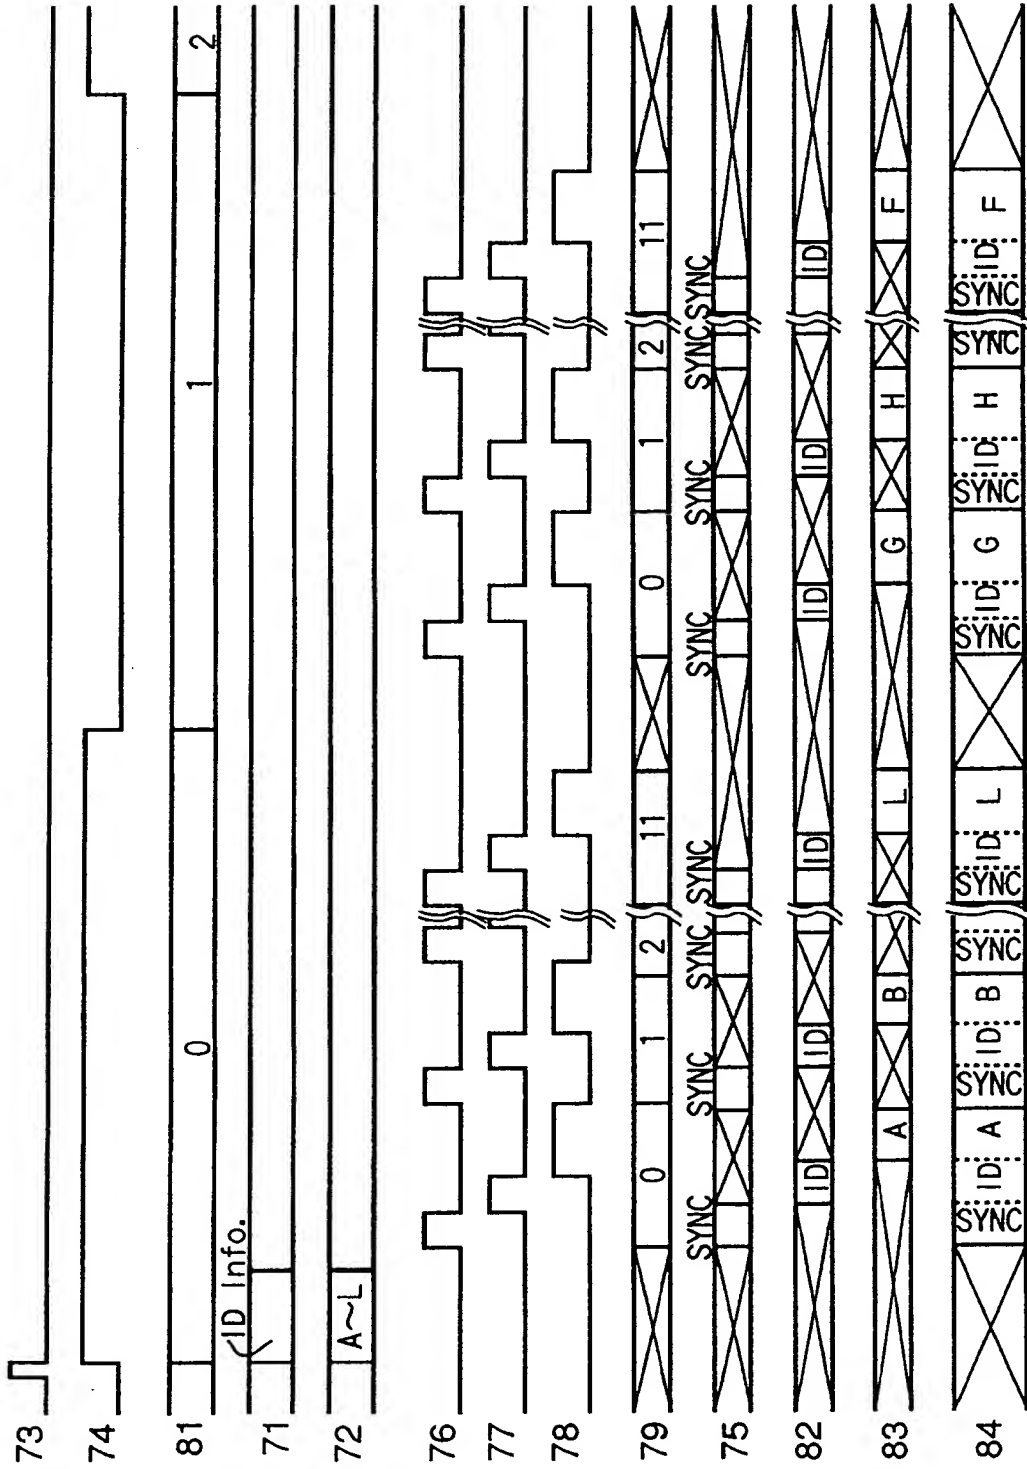 73
74
81 0 1 2
ID Info.
71
72 A~L
76
77
78
79 0 1 2 11 0 1 2 11
SYNC SYNC SYNC SYNC SYNC SYNC SYNC SYNC
75
82 ID ID ID ID ID ID
83 A B L G H F
84 SYNC ID A SYNC ID B SYNC SYNC ID L SYNC ID G SYNC ID H SYNC SYNC ID F